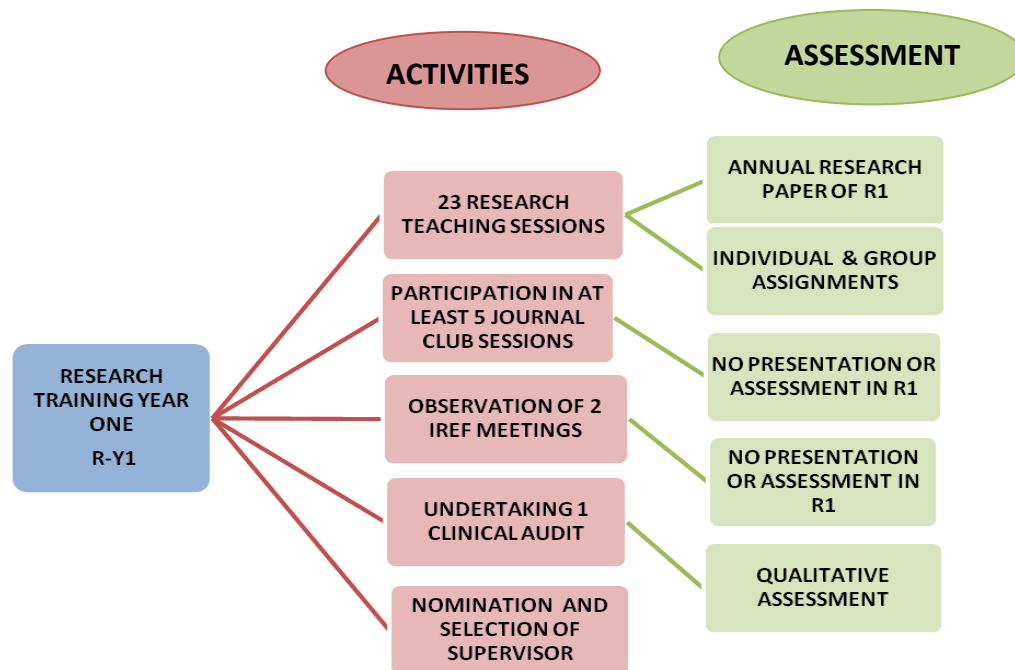 ACTIVITIES
ASSESSMENT
RESEARCH
TRAINING YEAR
ONE
R-Y1
23 RESEARCH
TEACHING SESSIONS
PARTICIPATION IN AT
LEAST 5 JOURNAL
CLUB SESSIONS
OBSERVATION OF 2
IREF MEETINGS
UNDERTAKING 1
CLINICAL AUDIT
NOMINATION AND
SELECTION OF
SUPERVISOR
ANNUAL RESEARCH
PAPER OF R1
INDIVIDUAL & GROUP
ASSIGNMENTS
NO PRESENTATION OR
ASSESSMENT IN R1
NO PRESENTATION
OR ASSESSMENT IN
R1
QUALITATIVE
ASSESSMENT